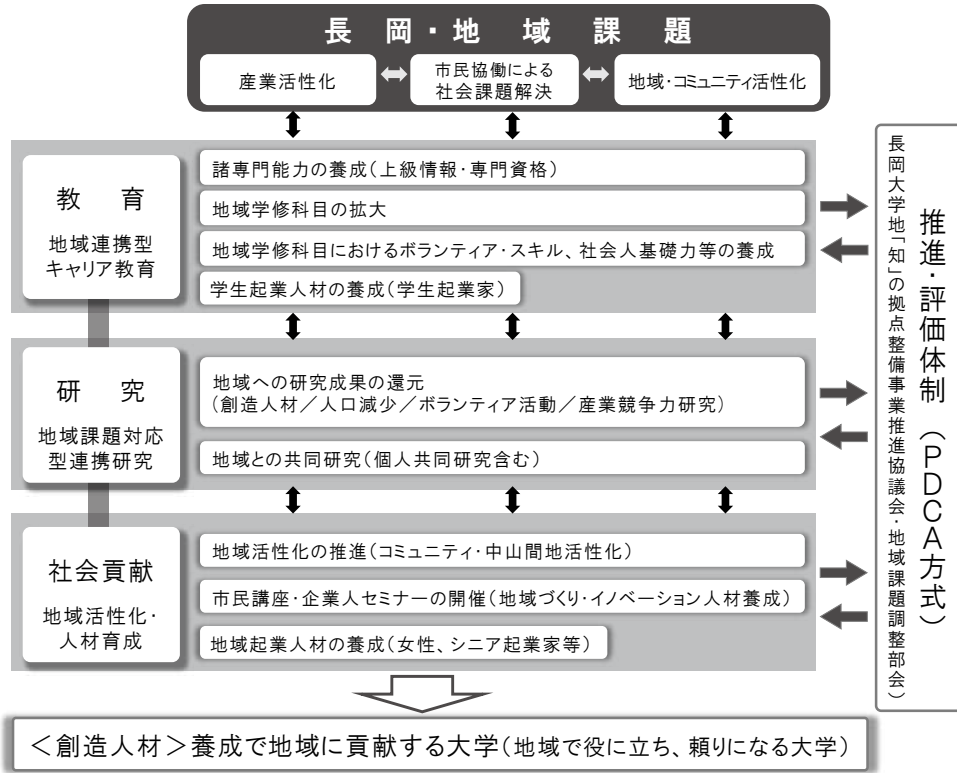 長岡・地域課題
産業活性化
市民協働による
社会課題解決
地域・コミュニティ活性化
教育
地域連携型
キャリア教育
諸専門能力の養成(上級情報・専門資格)
地域学修科目の拡大
地域学修科目におけるボランティア・スキル、社会人基礎力等の養成
学生起業人材の養成(学生起業家)
研究
地域課題対応
型連携研究
地域への研究成果の還元
(創造人材／人口減少／ボランティア活動／産業競争力研究)
地域との共同研究(個人共同研究含む)
社会貢献
地域活性化・
人材育成
地域活性化の推進(コミュニティ・中山間地活性化)
市民講座・企業人セミナーの開催(地域づくり・イノベーション人材養成)
地域起業人材の養成(女性、シニア起業家等)
推進・評価体制(PDCA方式)
長岡大学地「知」の拠点整備事業推進協議会・地域課題調整部会)
＜創造人材＞養成で地域に貢献する大学(地域で役に立ち、頼りになる大学)